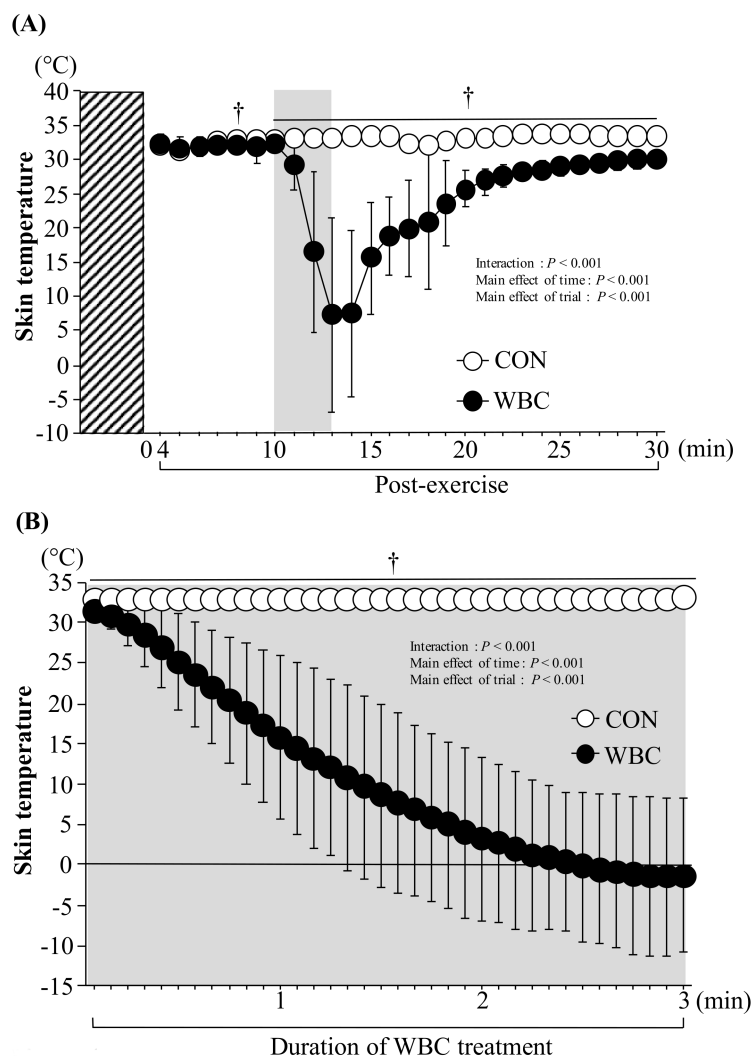 (A)
(°C)
Skin temperature
40
35
30
25
20
15
10
5
0
-5
-10
†
†
Interaction : P < 0.001
Main effect of time : P < 0.001
Main effect of trial : P < 0.001
CON
WBC
0 4 10 15 20 25 30 (min)
Post-exercise
(B)
(°C)
Skin temperature
35
30
25
20
15
10
5
0
-5
-10
-15
†
Interaction : P < 0.001
Main effect of time : P < 0.001
Main effect of trial : P < 0.001
CON
WBC
1 2 3 (min)
Duration of WBC treatment